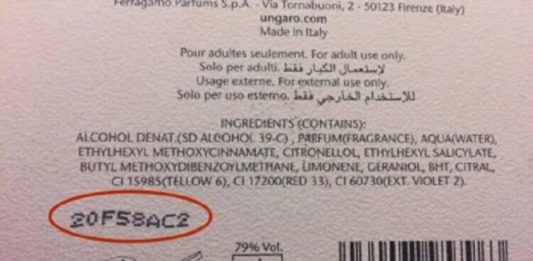 Ferragamo Parfums S.p.A. - Via Tornabuoni, 2 - 50123 Firenze (Italy)
ungaro.com
Made in Italy
Pour adultes seulement. For adult use only.
Solo per adulti. لإستعمال الكبار فقط.
Usage externe. For external use only.
Solo per uso esterno. للإستخدام الخارجي فقط.
INGREDIENTS (CONTAINS):
ALCOHOL DENAT.(SD ALCOHOL 39-C) , PARFUM(FRAGRANCE), AQUA(WATER),
ETHYLHEXYL METHOXYCINNAMATE, CITRONELLOL, ETHYLHEXYL SALICYLATE,
BUTYL METHOXYDIBENZOYLMETHANE, LIMONENE, GERANIOL, BHT, CITRAL,
CI 15985(YELLOW 6), CI 17200(RED 33), CI 60730(EXT. VIOLET 2).
20F58AC2
79% Vol.